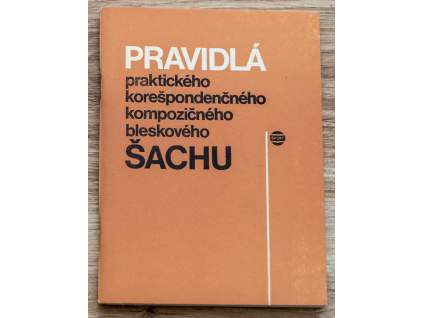 PRAVIDLÁ
praktického
korešpondenčného
kompozičného
bleskového
ŠACHU